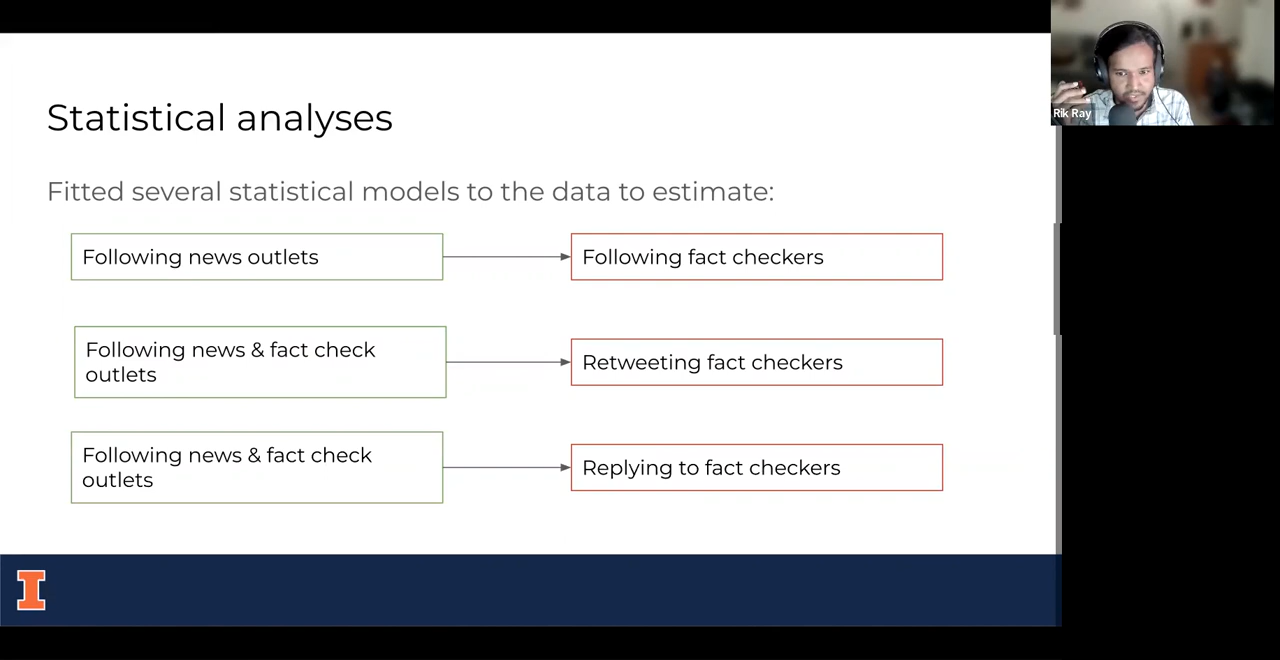 Statistical analyses
Fitted several statistical models to the data to estimate:
Following news outlets
Following fact checkers
Following news & fact check
outlets
Retweeting fact checkers
Following news & fact check
outlets
Replying to fact checkers
I
Rik Ray